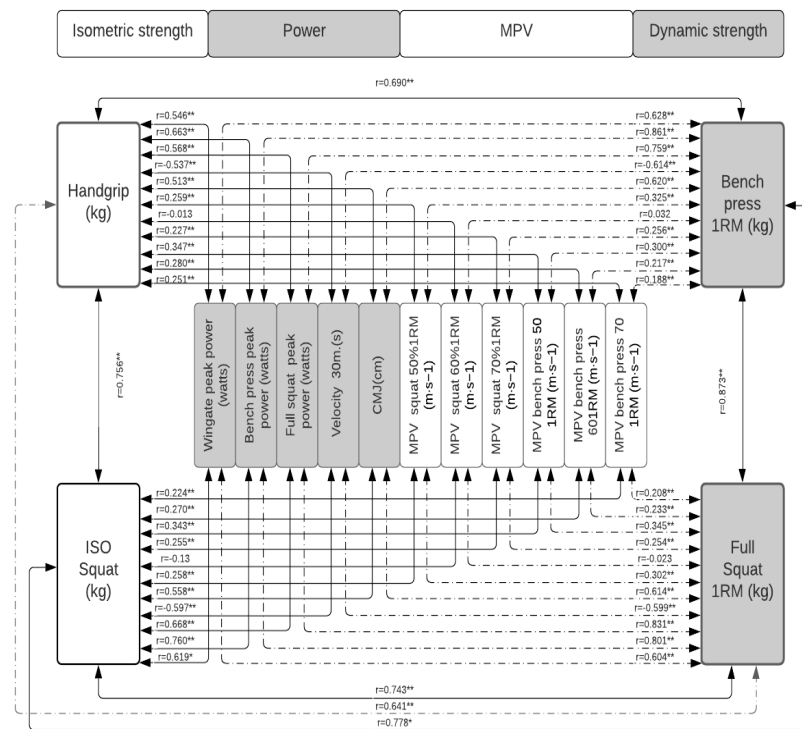 Isometric strength
Power
MPV
Dynamic strength
r=0.690**
r=0.546**
r=0.663**
r=0.568**
r=-0.537**
r=0.513**
r=0.259**
r=-0.013
r=0.227**
r=0.347**
r=0.280**
r=0.251**
r=0.628**
r=0.861**
r=0.759**
r=-0.614**
r=0.620**
r=0.325**
r=0.032
r=0.256**
r=0.300**
r=0.217**
r=0.188**
Handgrip
(kg)
Bench
press
1RM (kg)
r=0.756**
Wingate peak power
(watts)
Bench press peak
power (watts)
Full squat peak
power (watts)
Velocity 30m.(s)
CMJ(cm)
MPV squat 50%1RM
(m·s−1)
MPV squat 60%1RM
(m·s−1)
MPV squat 70%1RM
(m·s−1)
MPV bench press 50
1RM (m·s−1)
MPV bench press
601RM (m·s−1)
MPV bench press 70
1RM (m·s−1)
r=0.873**
r=0.224**
r=0.270**
r=0.343**
r=0.255**
r=-0.13
r=0.258**
r=0.558**
r=-0.597**
r=0.668**
r=0.760**
r=0.619*
r=0.208**
r=0.233**
r=0.345**
r=0.254**
r=-0.023
r=0.302**
r=0.614**
r=-0.599**
r=0.831**
r=0.801**
r=0.604**
ISO
Squat
(kg)
Full
Squat
1RM (kg)
r=0.743**
r=0.641**
r=0.778*